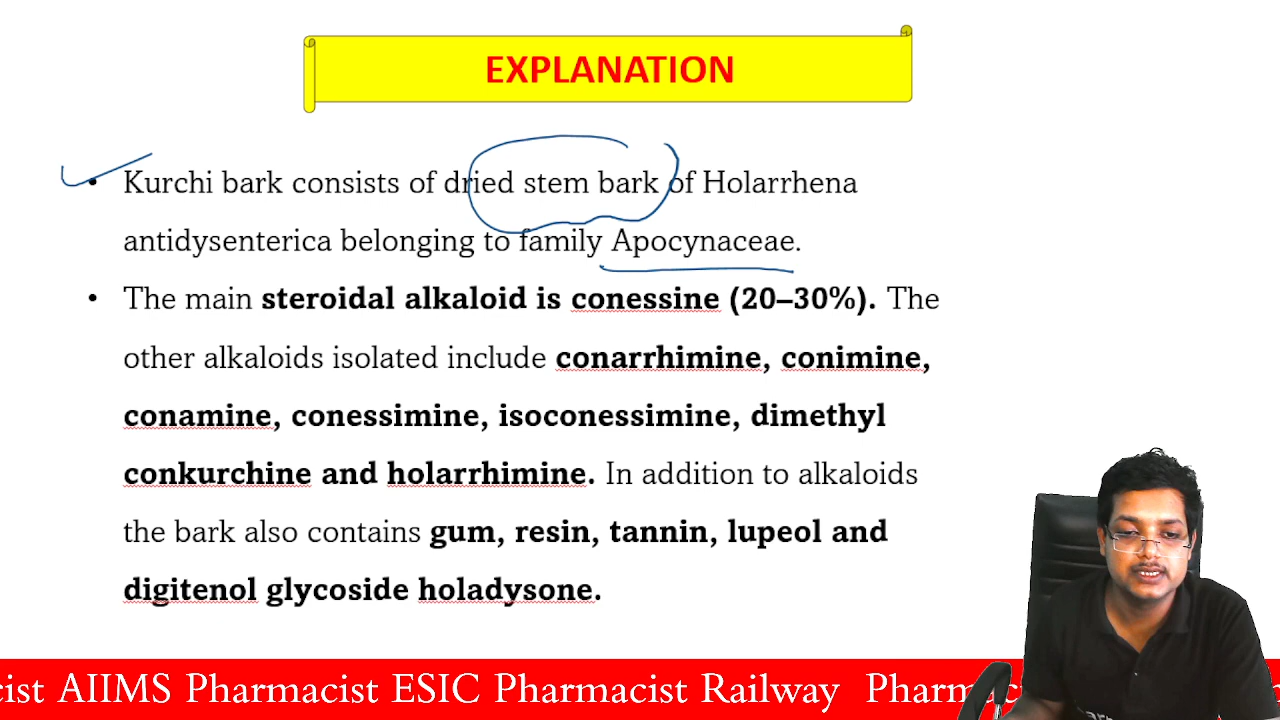 EXPLANATION
• Kurchi bark consists of dried stem bark of Holarrhena
antidysenterica belonging to family Apocynaceae.
• The main steroidal alkaloid is conessine (20–30%). The
other alkaloids isolated include conarrhimine, conimine,
conamine, conessimine, isoconessimine, dimethyl
conkurchine and holarrhimine. In addition to alkaloids
the bark also contains gum, resin, tannin, lupeol and
digitenol glycoside holadysone.
cist AIIMS Pharmacist ESIC Pharmacist Railway Pharmac